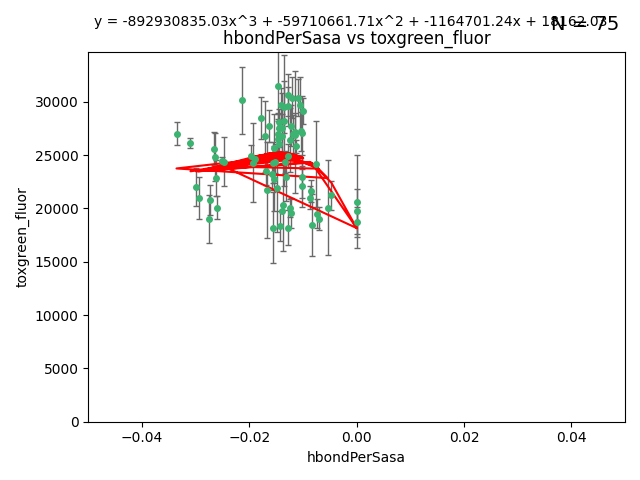 y = -892930835.03x^3 + -59710661.71x^2 + -1164701.24x + 18162.03
N = 75
hbondPerSasa vs toxgreen_fluor
30000
25000
20000
15000
10000
5000
0
toxgreen_fluor
-0.04
-0.02
0.00
0.02
0.04
hbondPerSasa